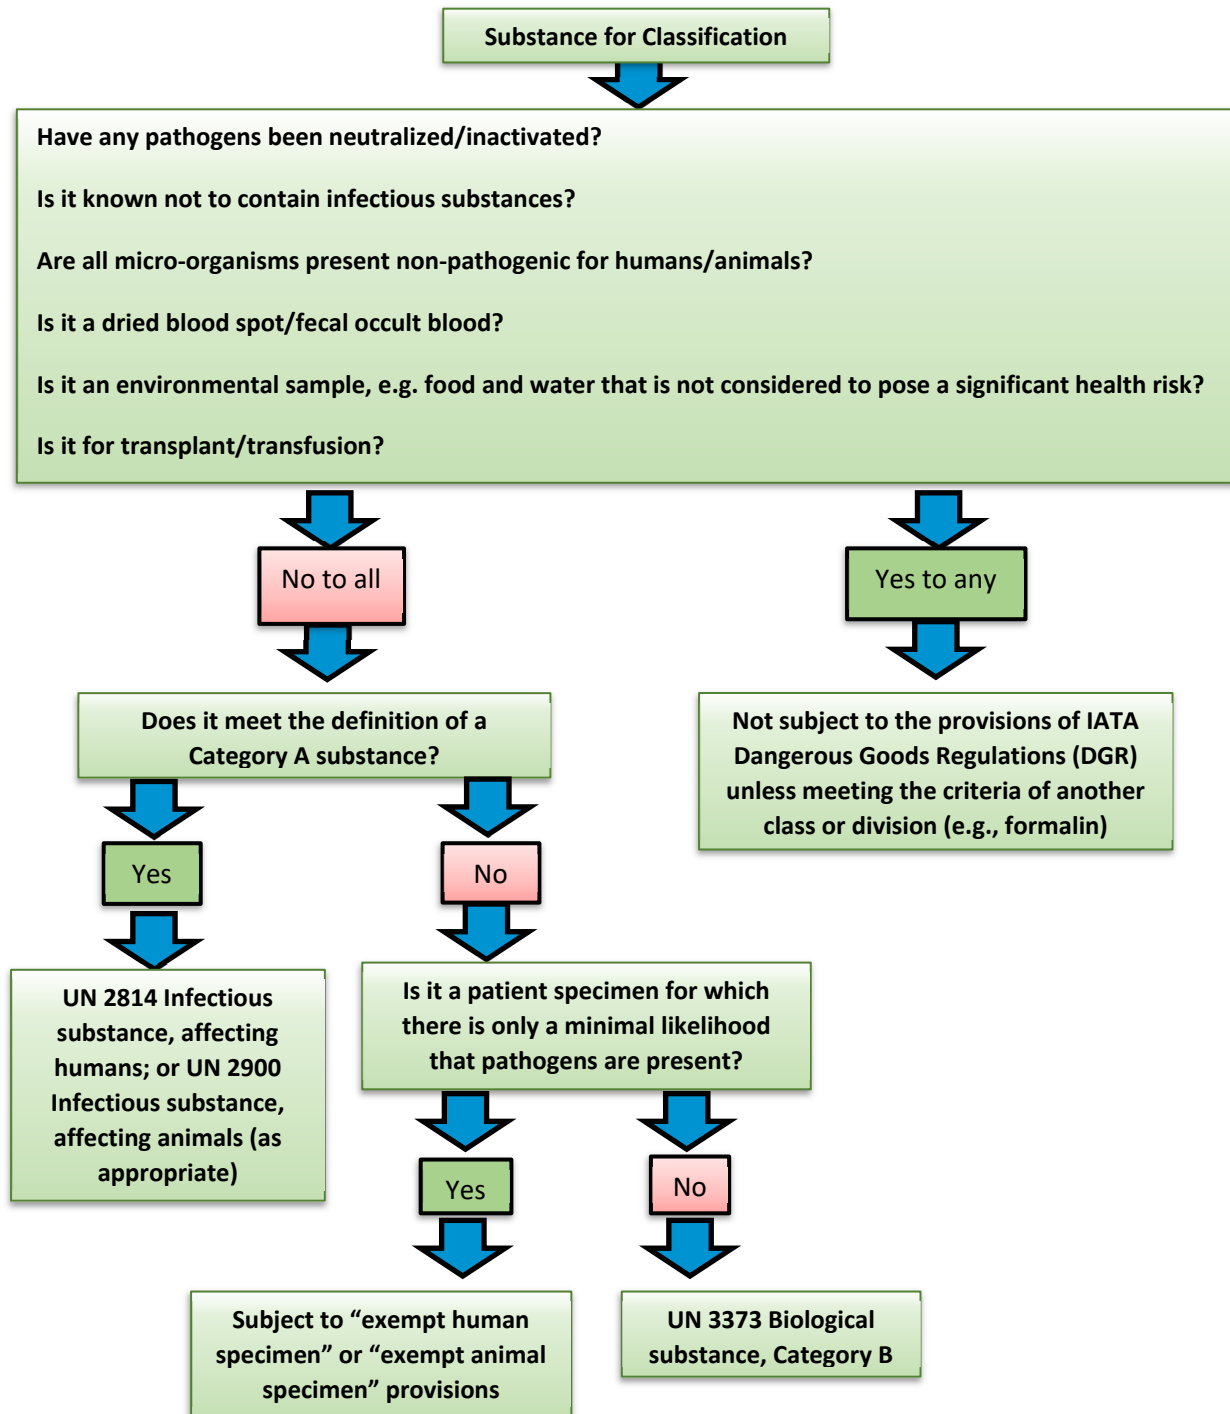 Substance for Classification
Have any pathogens been neutralized/inactivated?
Is it known not to contain infectious substances?
Are all micro-organisms present non-pathogenic for humans/animals?
Is it a dried blood spot/fecal occult blood?
Is it an environmental sample, e.g. food and water that is not considered to pose a significant health risk?
Is it for transplant/transfusion?
No to all
Yes to any
Does it meet the definition of a
Category A substance?
Not subject to the provisions of IATA
Dangerous Goods Regulations (DGR)
unless meeting the criteria of another
class or division (e.g., formalin)
Yes
No
UN 2814 Infectious
substance, affecting
humans; or UN 2900
Infectious substance,
affecting animals (as
appropriate)
Is it a patient specimen for which
there is only a minimal likelihood
that pathogens are present?
Yes
No
Subject to “exempt human
specimen” or “exempt animal
specimen” provisions
UN 3373 Biological
substance, Category B